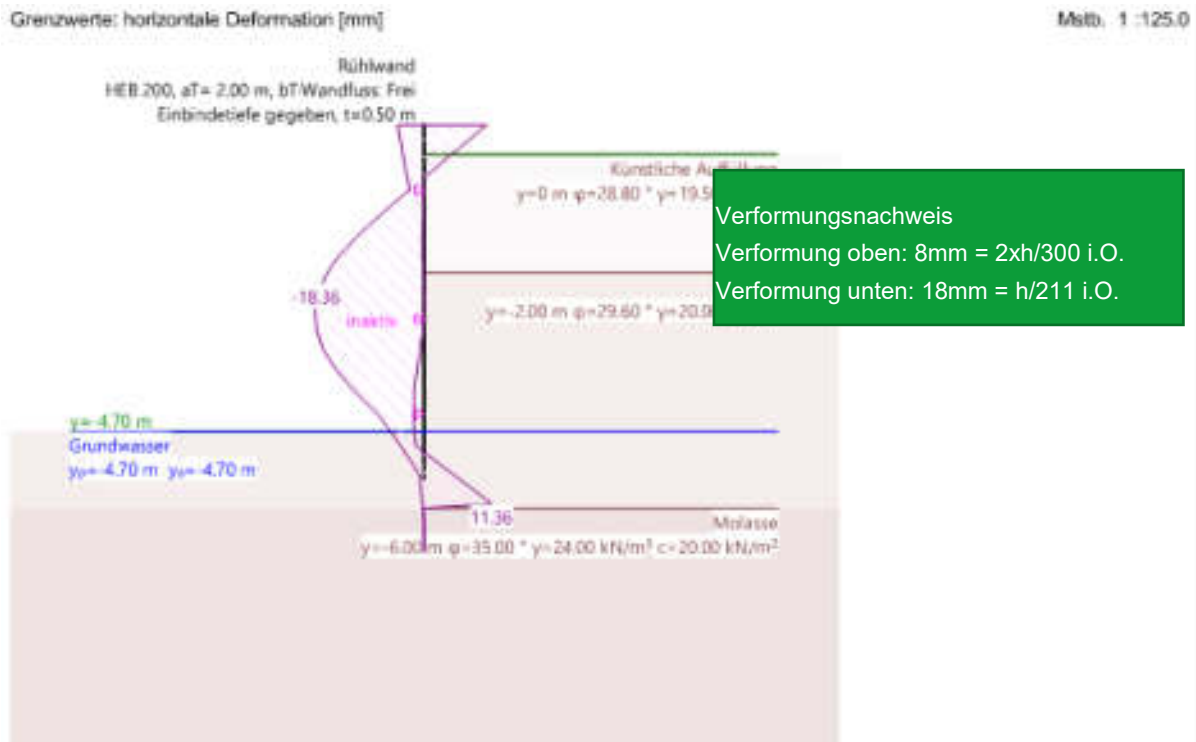 Grenzwerte: horizontale Deformation [mm]
Mstb. 1 :125.0
Rühlwand
HEB 200, aT= 2.00 m, bT-Wandfuss: Frei
Einbindetiefe gegeben, t=0.50 m
Künstliche
y=0 m φ=28.80 ° γ=19.5
Verformungsnachweis
Verformung oben: 8mm = 2xh/300 i.O.
Verformung unten: 18mm = h/211 i.O.
-18.36
inaktiv
y=-2.00 m φ=29.60 ° γ=20.0
y=-4.70 m
Grundwasser
yp=-4.70 m ya=-4.70 m
11.36
Molasse
y=-6.00 m φ=35.00 ° γ=24.00 kN/m³ c=20.00 kN/m²